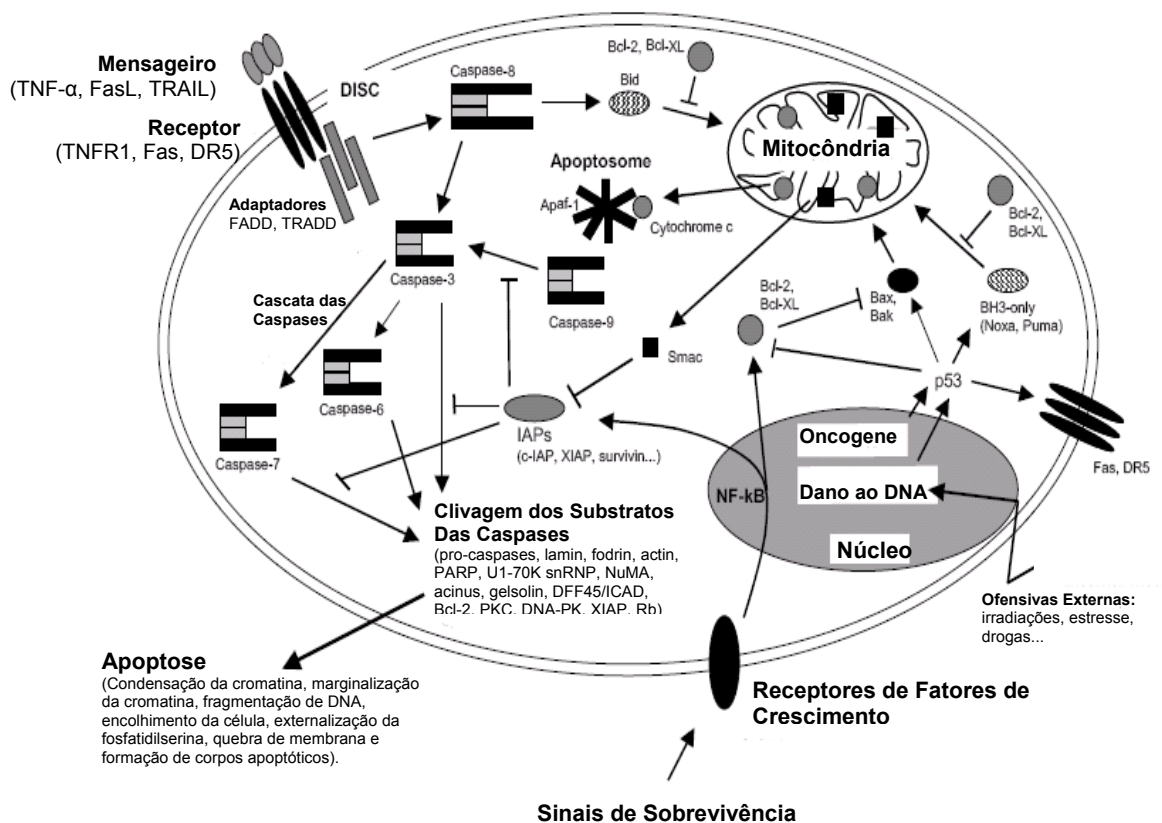 Mensageiro
(TNF-α, FasL, TRAIL)
Receptor
(TNFR1, Fas, DR5)
DISC
Adaptadores
FADD, TRADD
Caspase-8
Bid
Bcl-2, Bcl-XL
Mitocôndria
Apoptosome
Apaf-1
Cytochrome c
Bcl-2,
Bcl-XL
Caspase-3
Caspase-9
Cascata das
Caspases
Caspase-6
Caspase-7
Smac
Bcl-2,
Bcl-XL
Bax,
Bak
BH3-only
(Noxa, Puma)
p53
Fas, DR5
IAPs
(c-IAP, XIAP, survivin...)
Oncogene
NF-kB
Dano ao DNA
Núcleo
Clivagem dos Substratos
Das Caspases
(pro-caspases, lamin, fodrin, actin,
PARP, U1-70K snRNP, NuMA,
acinus, gelsolin, DFF45/ICAD,
Bcl-2, PKC, DNA-PK, XIAP, Rb)
Ofensivas Externas:
irradiações, estresse,
drogas...
Apoptose
(Condensação da cromatina, marginalização
da cromatina, fragmentação de DNA,
encolhimento da célula, externalização da
fosfatidilserina, quebra de membrana e
formação de corpos apoptóticos).
Receptores de Fatores de
Crescimento
Sinais de Sobrevivência